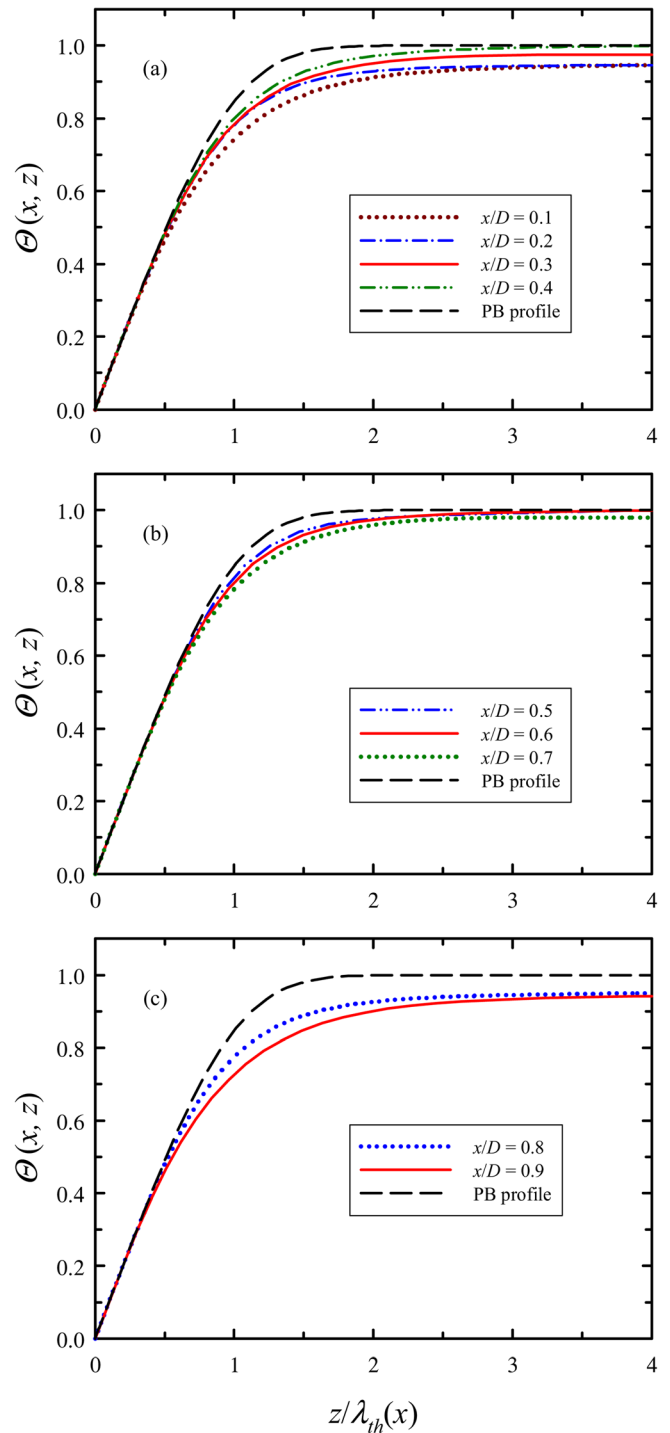 1.0
0.8
0.6
0.4
0.2
0.0
Θ(x, z)
(a)
x/D = 0.1
x/D = 0.2
x/D = 0.3
x/D = 0.4
PB profile
0 1 2 3 4
1.0
0.8
0.6
0.4
0.2
0.0
Θ(x, z)
(b)
x/D = 0.5
x/D = 0.6
x/D = 0.7
PB profile
0 1 2 3 4
1.0
0.8
0.6
0.4
0.2
0.0
Θ(x, z)
(c)
x/D = 0.8
x/D = 0.9
PB profile
0 1 2 3 4
z/λth(x)